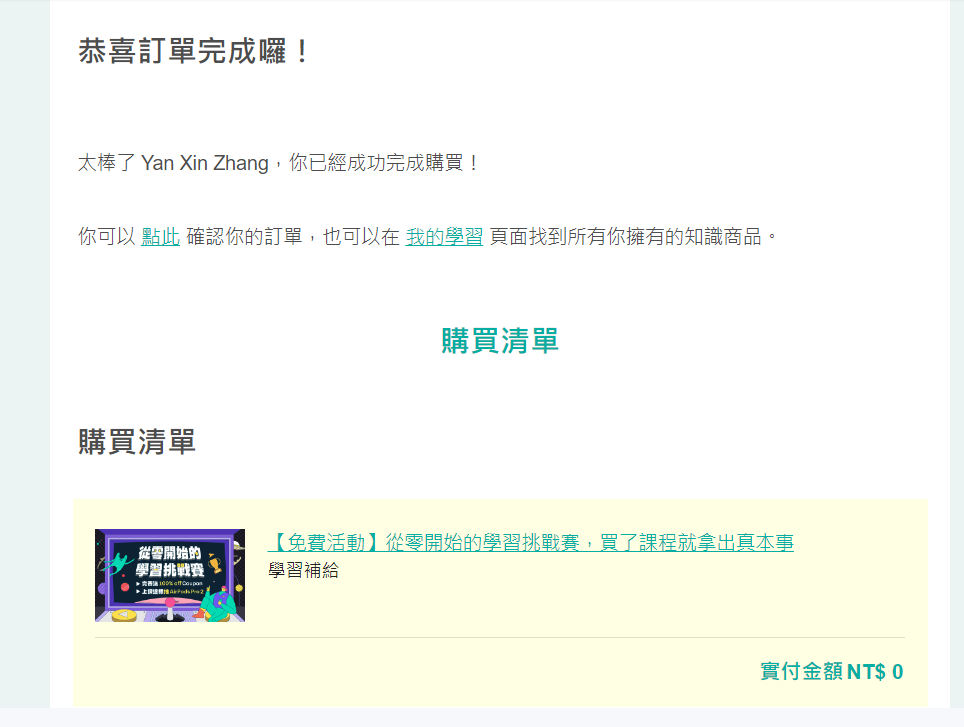 恭喜訂單完成囉！
太棒了 Yan Xin Zhang，你已經成功完成購買！
你可以 點此 確認你的訂單，也可以在 我的學習 頁面找到所有你擁有的知識商品。
購買清單
購買清單
從零開始的
學習挑戰賽
▸ 完賽抽 100% off Coupon
▸ 上榜還有機抽 AirPods Pro 2
【免費活動】從零開始的學習挑戰賽，買了課程就拿出真本事
學習補給
實付金額 NT$ 0